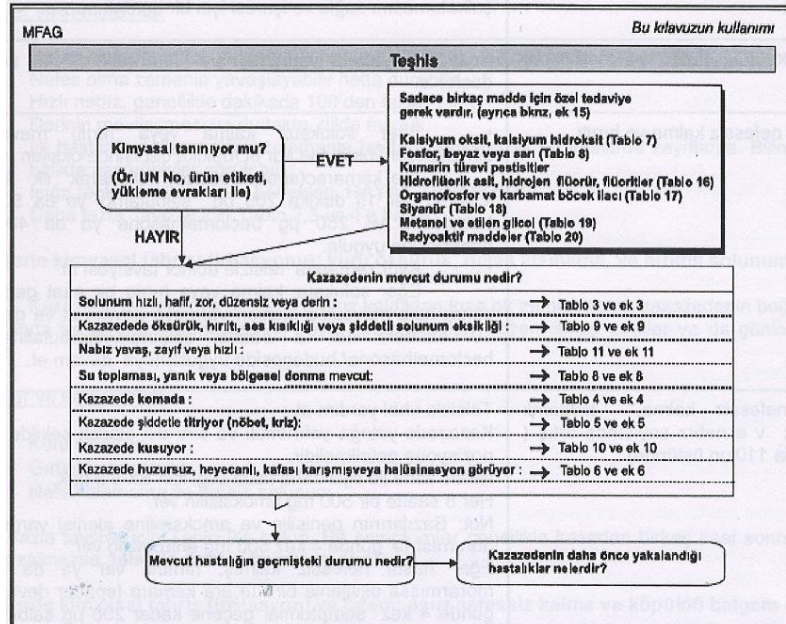 MFAG
Bu kılavuzun kullanımı
Teşhis
Kimyasal tanınıyor mu?
(Ör. UN No, ürün etiketi,
yükleme evrakları ile)
EVET
HAYIR
Sadece birkaç madde için özel tedaviye
gerek vardır. (ayrıca bknz, ek 15)
Kalsiyum oksit, kalsiyum hidroksit (Tablo 7)
Fosfor, beyaz veya sarı (Tablo 8)
Kumarin türevi pestisitler
Hidroflüorik asit, hidrojen flüorür, flüoritler (Tablo 16)
Organofosfor ve karbamat böcek ilacı (Tablo 17)
Siyanür (Tablo 18)
Metanol ve etilen glicol (Tablo 19)
Radyoaktif maddeler (Tablo 20)
Kazazedenin mevcut durumu nedir?
Solunum hızlı, hafif, zor, düzensiz veya derin : → Tablo 3 ve ek 3
Kazazedede öksürük, hırıltı, ses kısıklığı veya şiddetli solunum eksikliği : → Tablo 9 ve ek 9
Nabız yavaş, zayıf veya hızlı : → Tablo 11 ve ek 11
Su toplaması, yanık veya bölgesel donma mevcut: → Tablo 8 ve ek 8
Kazazede komada : → Tablo 4 ve ek 4
Kazazede şiddetle titriyor (nöbet, kriz): → Tablo 5 ve ek 5
Kazazede kusuyor : → Tablo 10 ve ek 10
Kazazede huzursuz, heyecanlı, kafası karışmışveya halüsinasyon görüyor : → Tablo 6 ve ek 6
Mevcut hastalığın geçmişteki durumu nedir?
Kazazedenin daha önce yakalandığı
hastalıklar nelerdir?